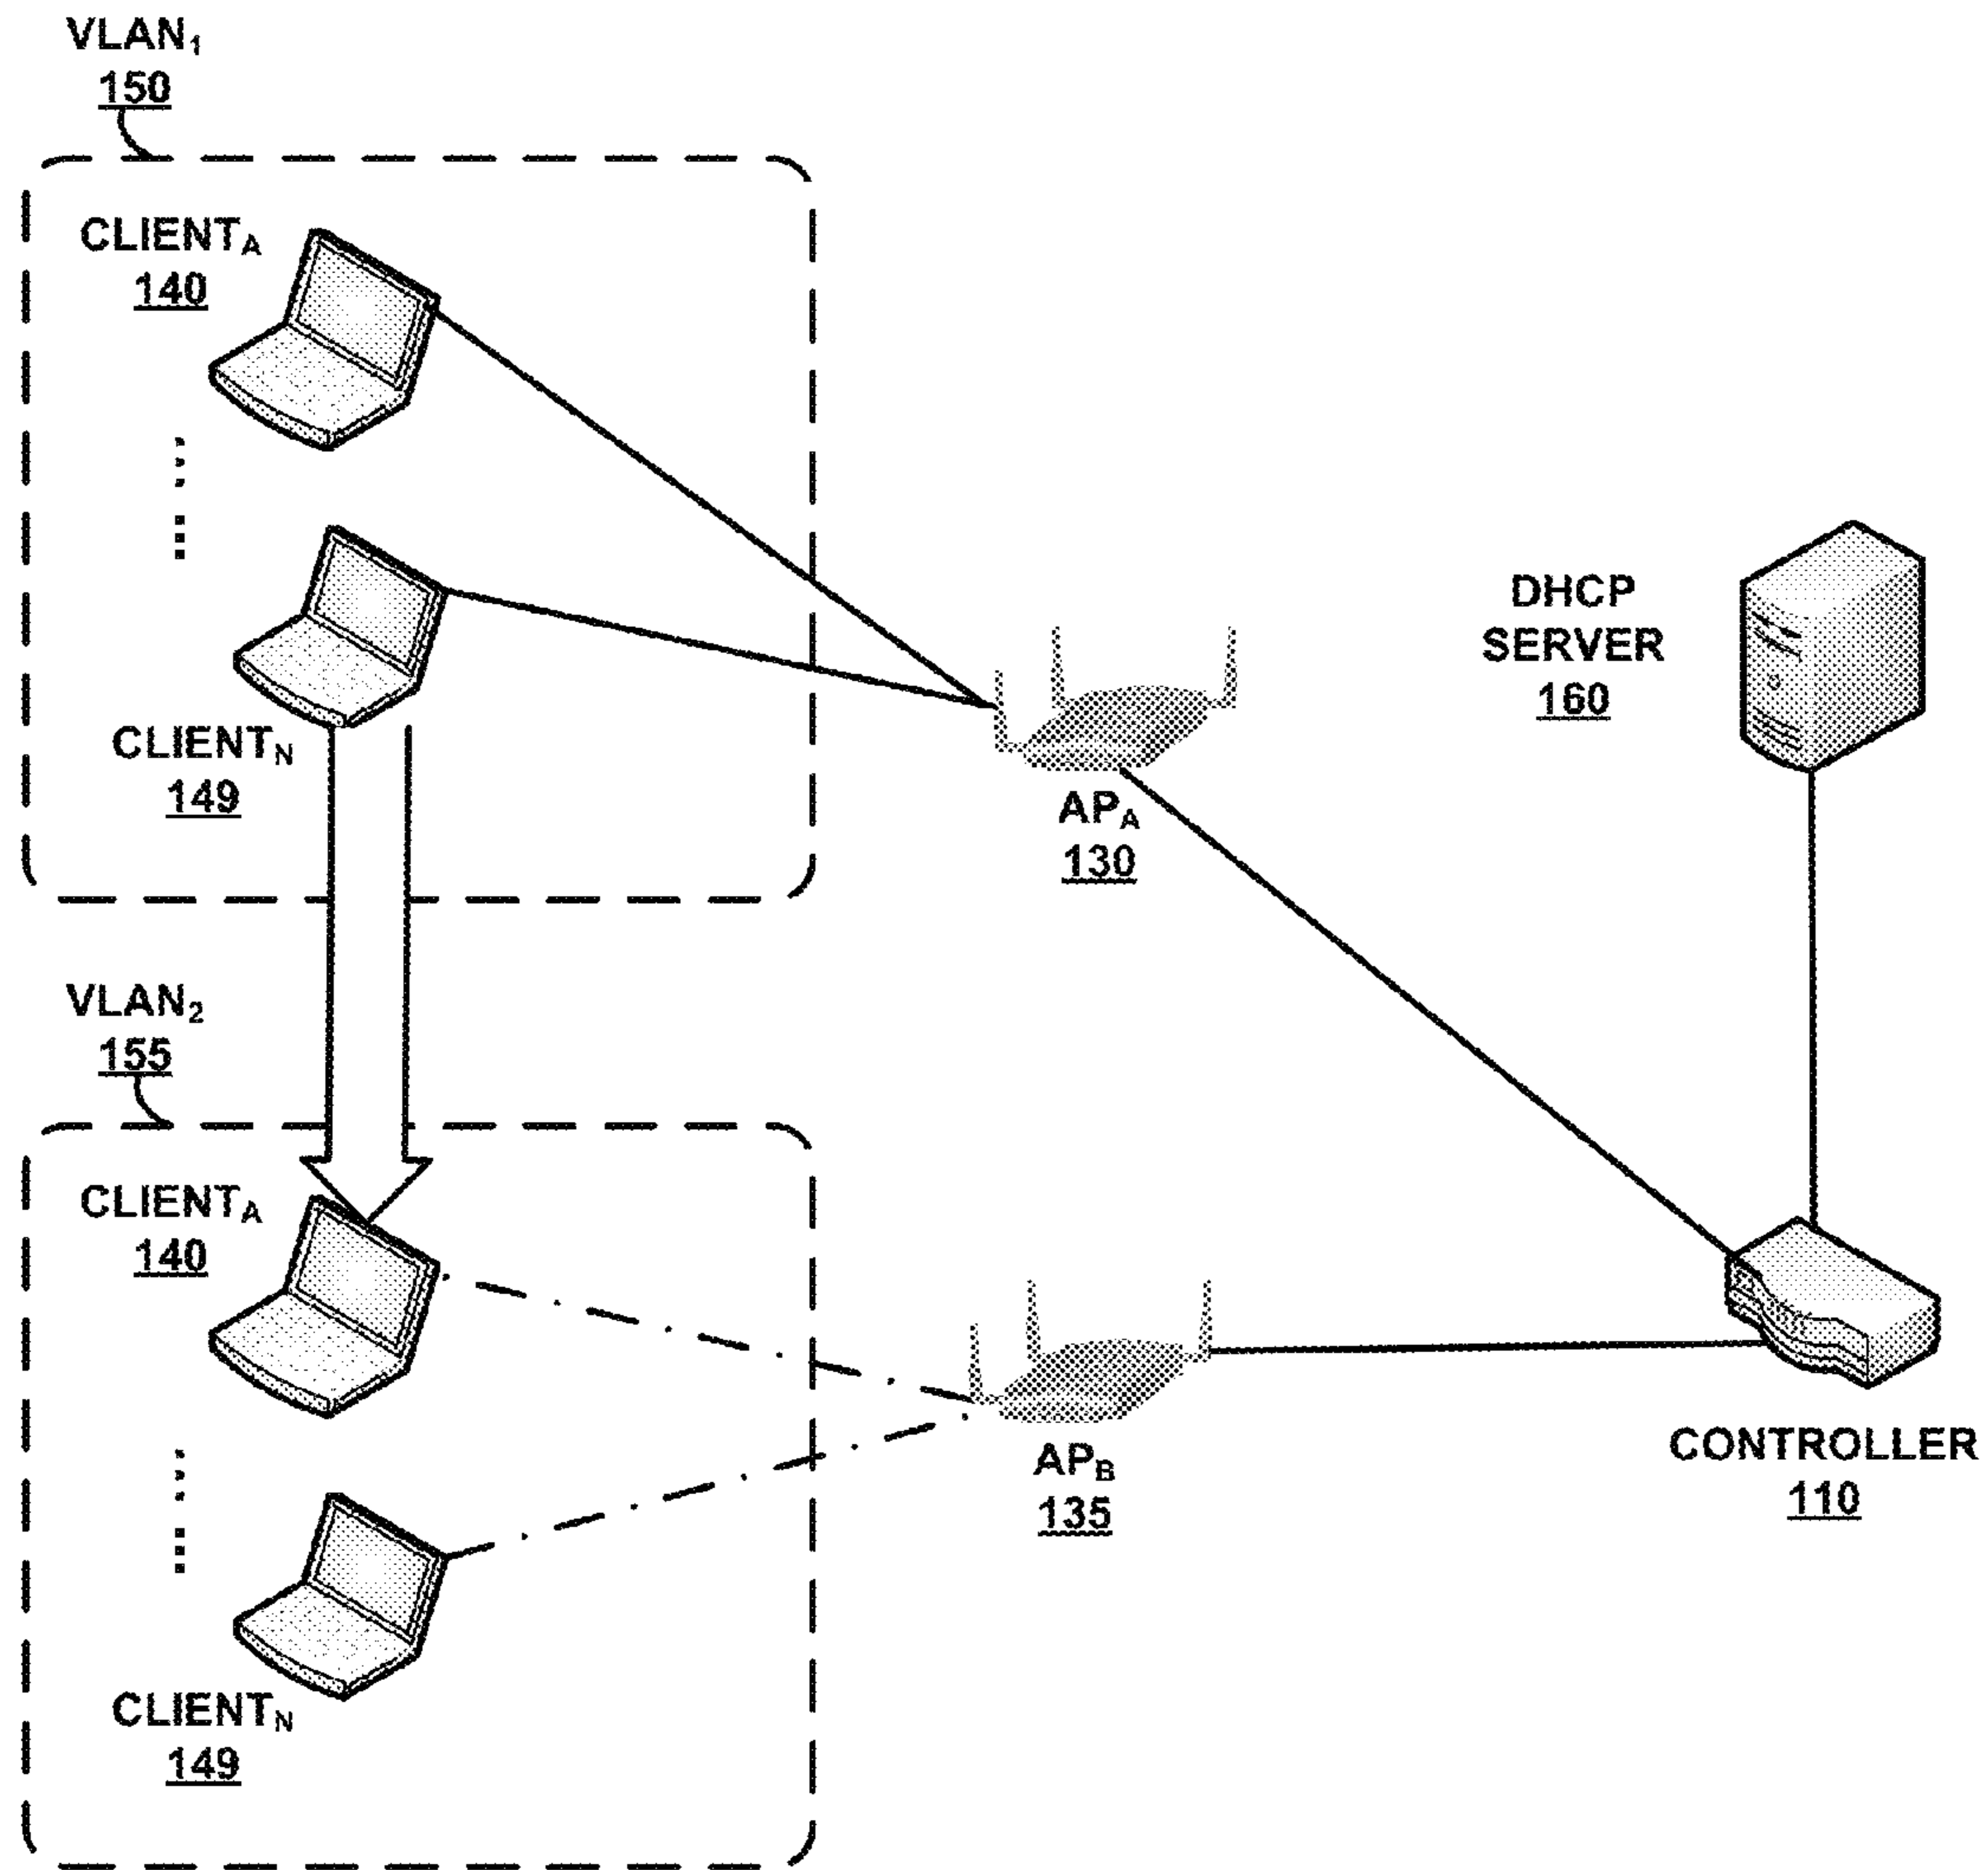 VLAN₁
150
CLIENTA
140
CLIENTN
149
DHCP
SERVER
160
APA
130
VLAN₂
155
CLIENTA
140
CLIENTN
149
APB
135
CONTROLLER
110